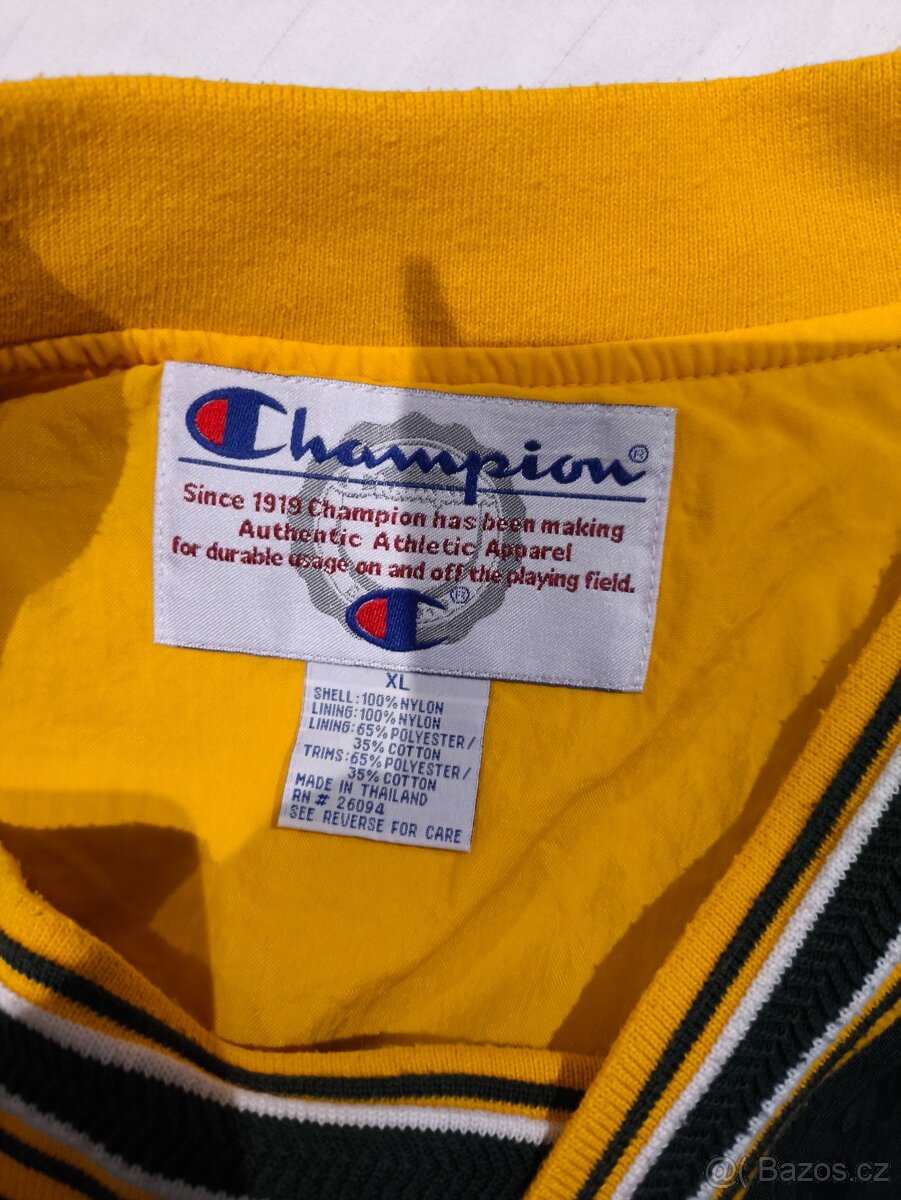 Champion®
Since 1919 Champion has been making
Authentic Athletic Apparel
for durable usage on and off the playing field.
®
XL
SHELL: 100% NYLON
LINING: 100% NYLON
LINING: 65% POLYESTER/
35% COTTON
TRIMS: 65% POLYESTER/
35% COTTON
MADE IN THAILAND
RN # 26094
SEE REVERSE FOR CARE
@( Bazos.cz